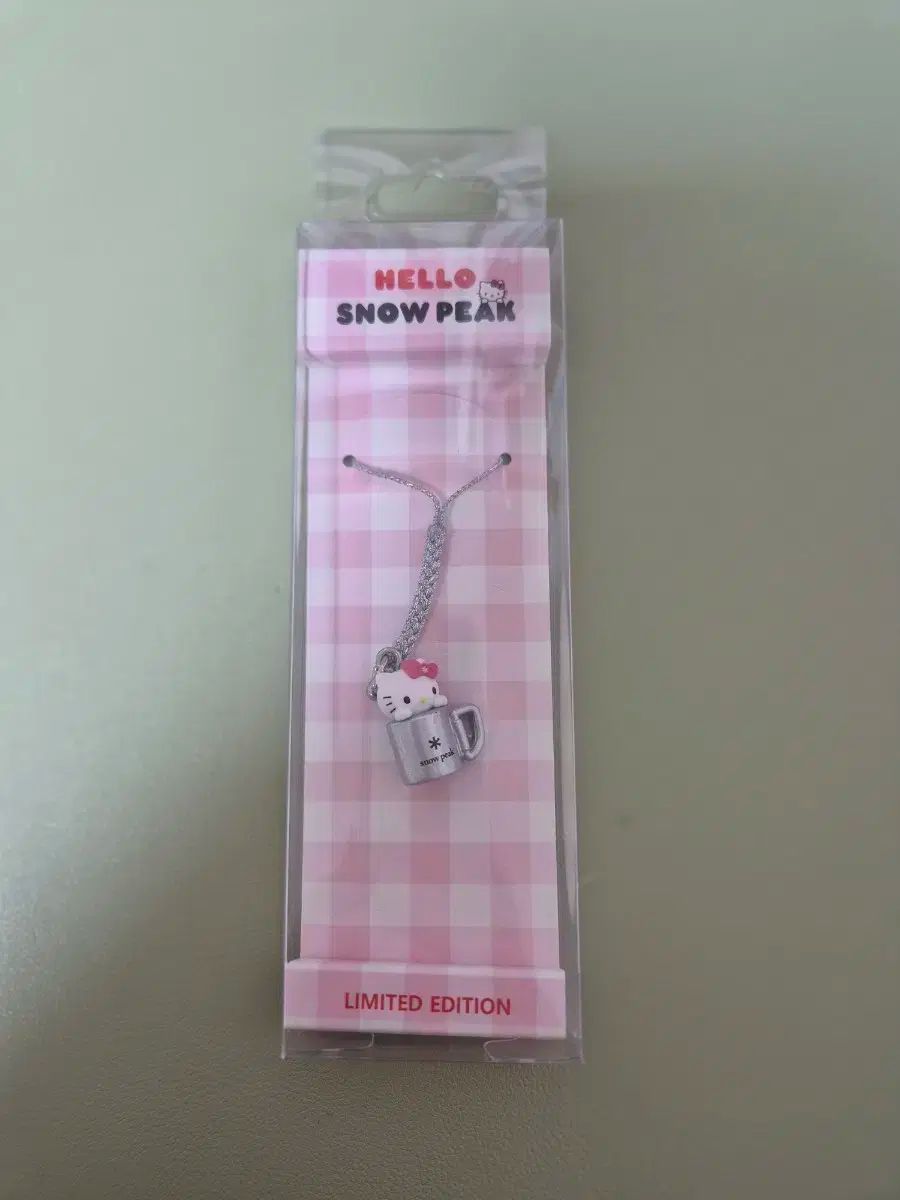 HELLO
SNOW PEAK
snow peak
LIMITED EDITION